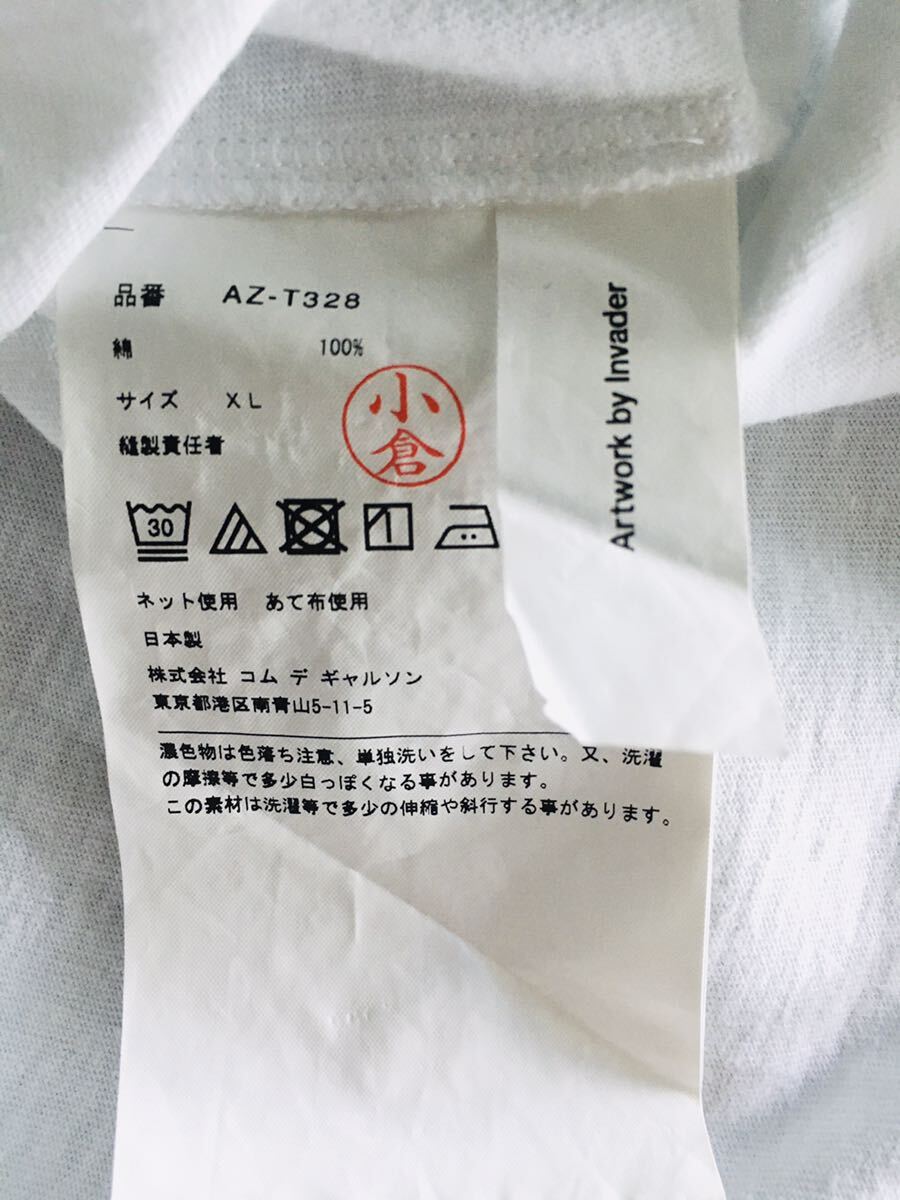 品番 AZ-T328
綿 100%
サイズ XL
縫製責任者
小倉
30
ネット使用 あて布使用
日本製
株式会社 コム デ ギャルソン
東京都港区南青山5-11-5
濃色物は色落ち注意、単独洗いをして下さい。又、洗濯
の摩擦等で多少白っぽくなる事があります。
この素材は洗濯等で多少の伸縮や斜行する事があります。
Artwork by Invader